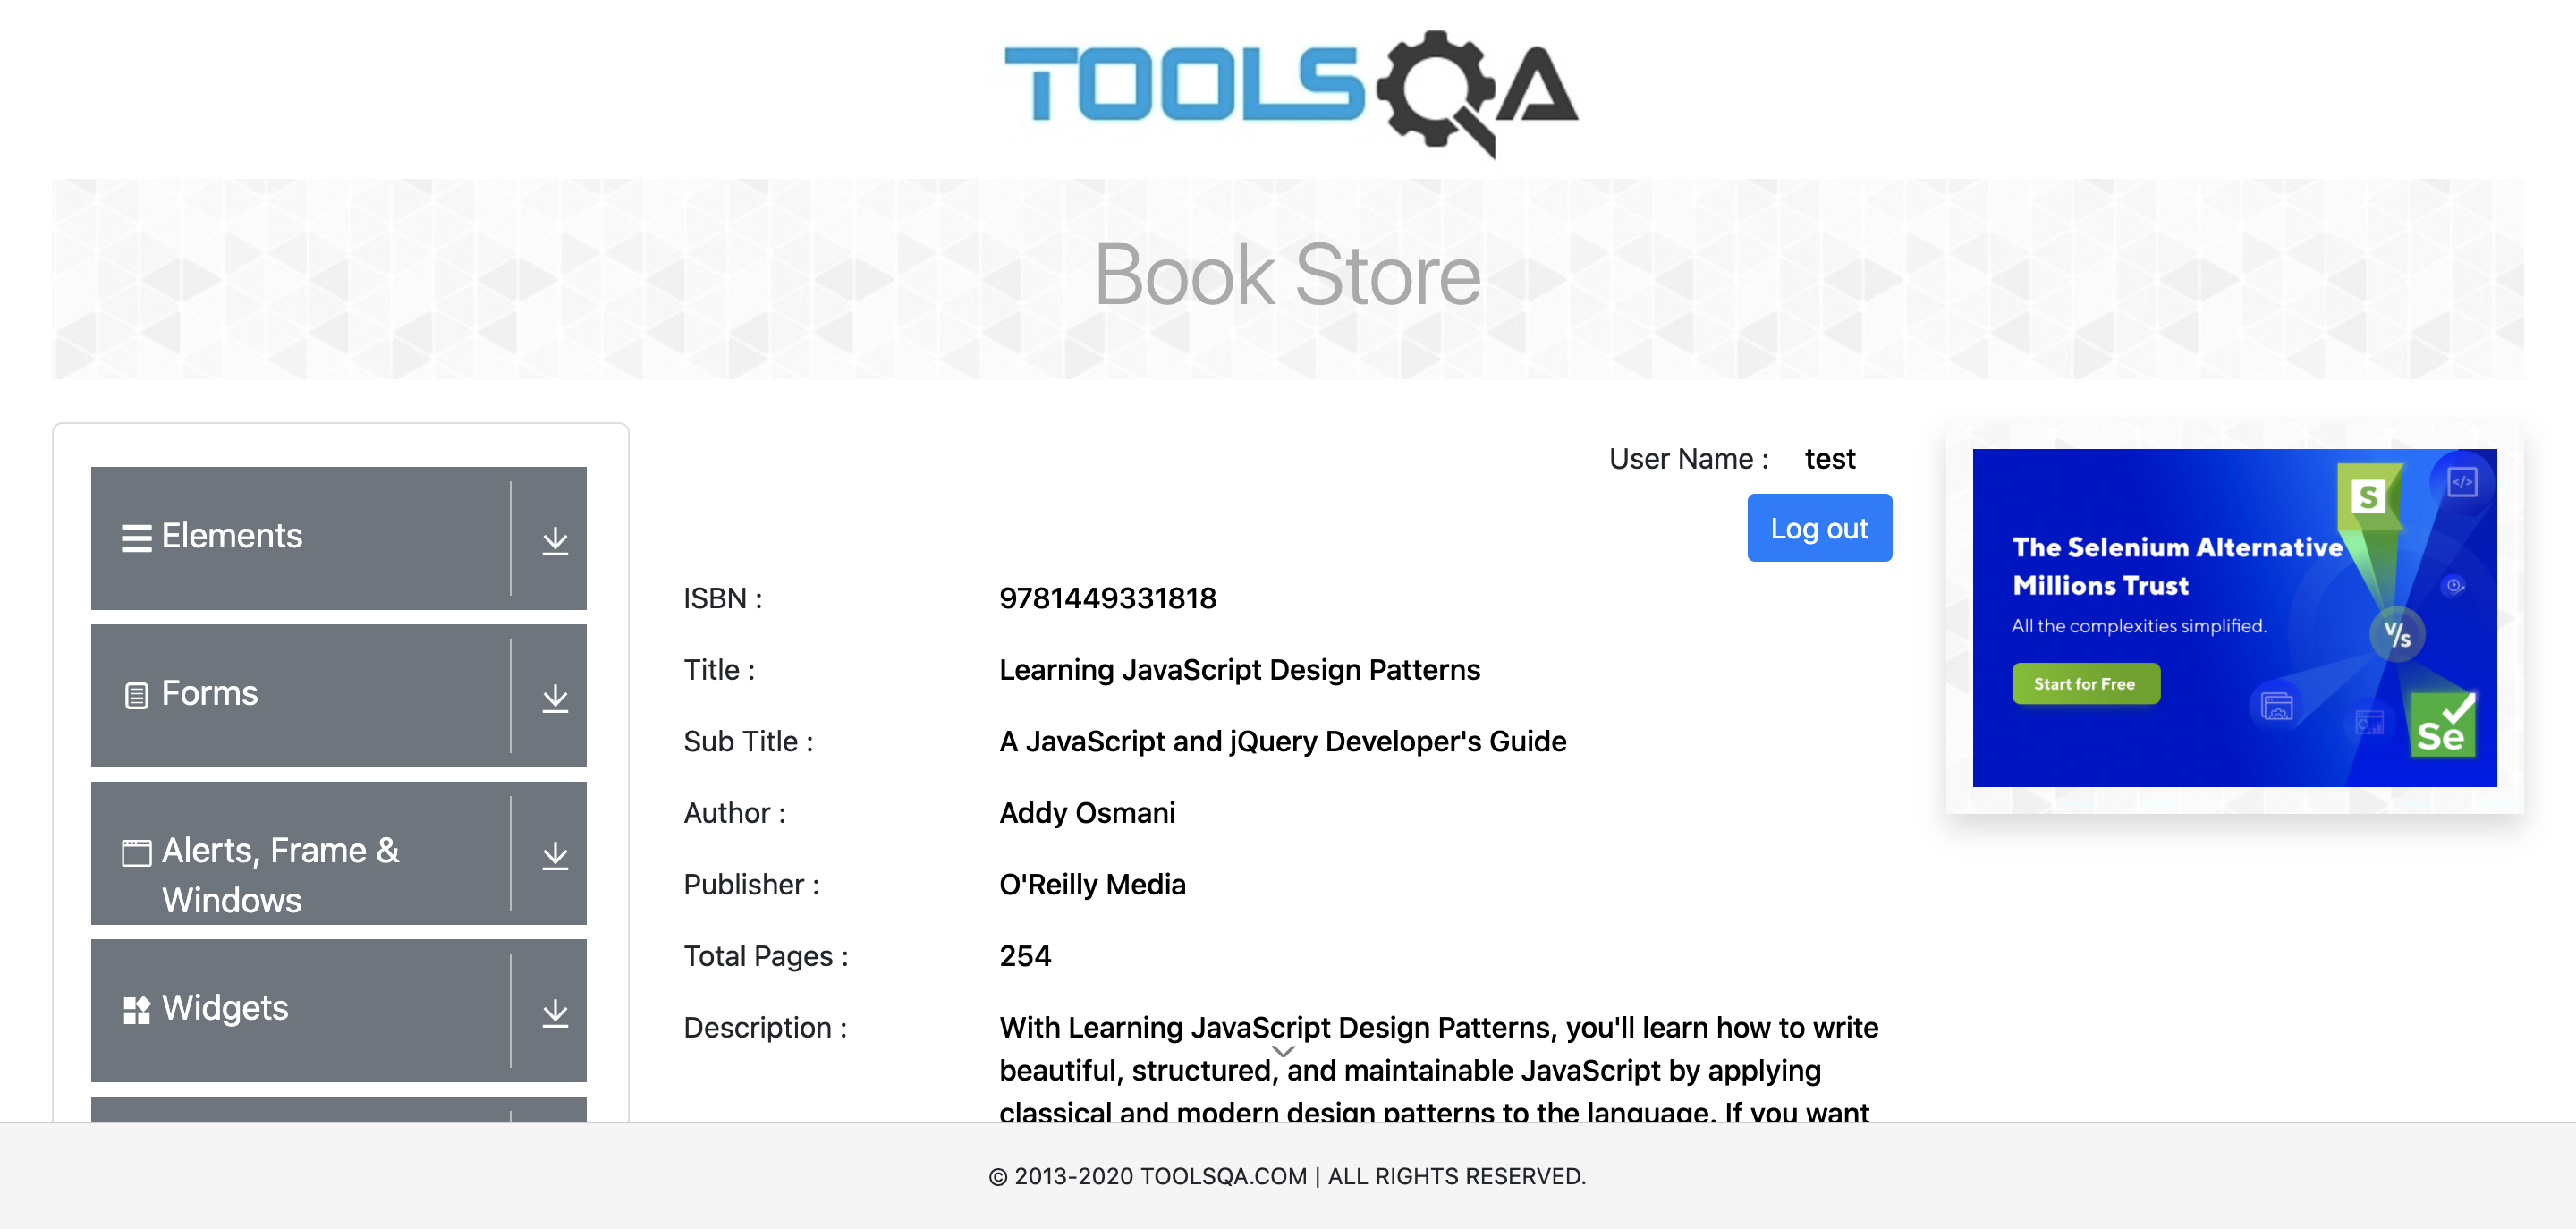 TOOLSQA
Book Store
Elements
Forms
Alerts, Frame &
Windows
Widgets
User Name : test
Log out
ISBN : 9781449331818
Title : Learning JavaScript Design Patterns
Sub Title : A JavaScript and jQuery Developer's Guide
Author : Addy Osmani
Publisher : O'Reilly Media
Total Pages : 254
Description : With Learning JavaScript Design Patterns, you'll learn how to write
beautiful, structured, and maintainable JavaScript by applying
classical and modern design patterns to the language. If you want
The Selenium Alternative
Millions Trust
All the complexities simplified.
Start for Free
S
</>
V/s
Se
© 2013-2020 TOOLSQA.COM | ALL RIGHTS RESERVED.